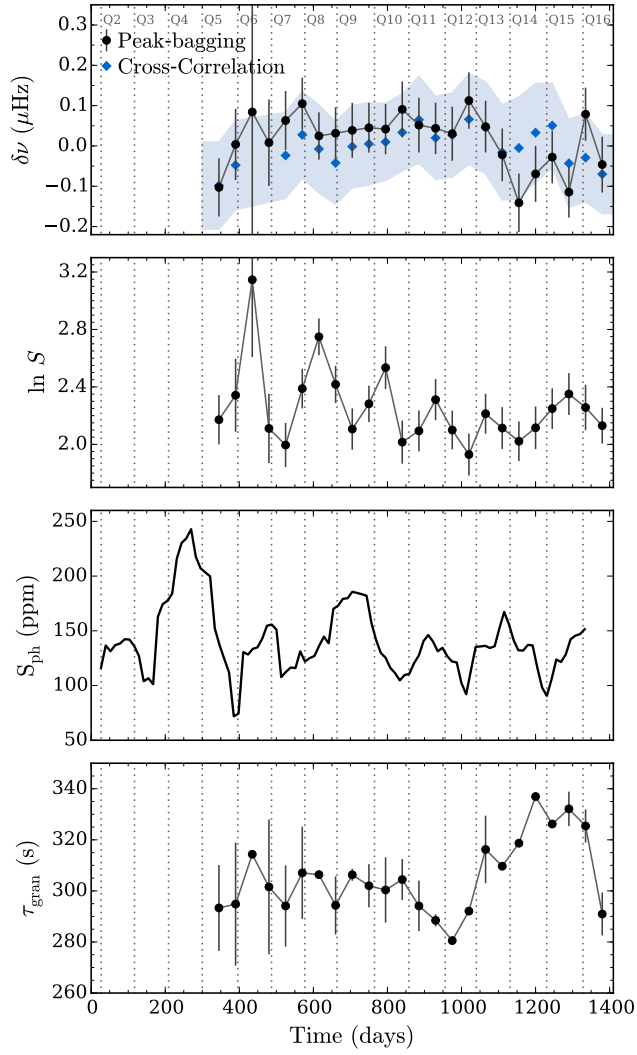 Q2 Q3 Q4 Q5 Q6 Q7 Q8 Q9 Q10 Q11 Q12 Q13 Q14 Q15 Q16
0.3
0.2
0.1
0.0
−0.1
−0.2
δν (μHz)
Peak-bagging
Cross-Correlation
3.2
2.8
2.4
2.0
ln S
250
200
150
100
50
S_ph (ppm)
340
320
300
280
260
τ_gran (s)
0 200 400 600 800 1000 1200 1400
Time (days)